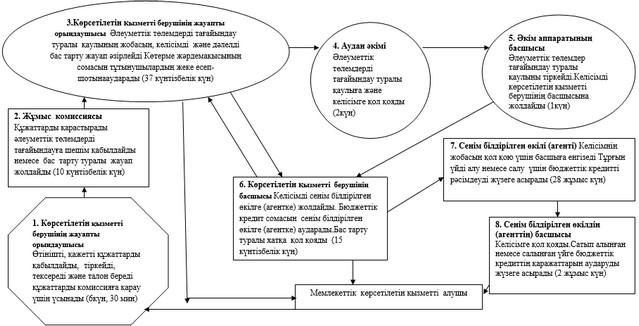 3.Көрсетілетін қызметті берушінің жауапты
орындаушысы Әлеуметтік төлемдерді тағайындау
туралы қаулының жобасын, келісімді және дәлелді
бас тарту жауап әзірлейді Көтерме жәрдемақысының
сомасын тұтынушылардың жеке есеп-
шотынааударады (37 күнтізбелік күн)
4. Аудан әкімі
Әлеуметтік
төлемдерді
тағайындау туралы
қаулыға және
келісімге қол қояды
(2күн)
5. Әкім аппаратының
басшысы
Әлеуметтік төлемдер
тағайындау туралы
қаулыны тіркейді.Келісімді
көрсетілетін қызметті
берушінің басшысына
жолдайды (1күн)
2. Жұмыс комиссиясы
Құжаттарды қарастырады
әлеуметтік төлемдерді
тағайындауға шешім қабылдайды
немесе бас тарту туралы жауап
жолдайды (10 күнтізбелік күн)
7. Сенім білдірілген өкілі (агенті) Келісімнің
жобасын қол қою үшін басшыға енгізеді Тұрғын
үйді алу немесе салу үшін бюджеттік кредитті
рәсімдеуді жүзеге асырады (28 жұмыс күн)
6. Көрсетілетін қызметті берушінің
басшысы Келісімді сенім білдірілген
өкілге (агентке) жолдайды. Бюджеттік
кредит сомасын сенім білдірілген
өкілге (агентке) аударады.Бас тарту
туралы хатқа қол қояды (15
күнтізбелік күн)
1. Көрсетілетін қызметті
берушінің жауапты
орындаушысы
Өтінішті, қажетті құжаттарды
қабылдайды, тіркейді,
тексереді және талон береді
құжаттарды комиссияға қарау
үшін ұсынады (6күн, 30 мин)
8. Сенім білдірілген өкілдің
(агенттің) басшысы
Келісімге қол қояды.Сатып алынған
немесе салынған үйге бюджеттік
кредиттің қаражаттарын аударуды
жүзеге асырады (2 жұмыс күн)
Мемлекеттік көрсетілетін қызметті алушы